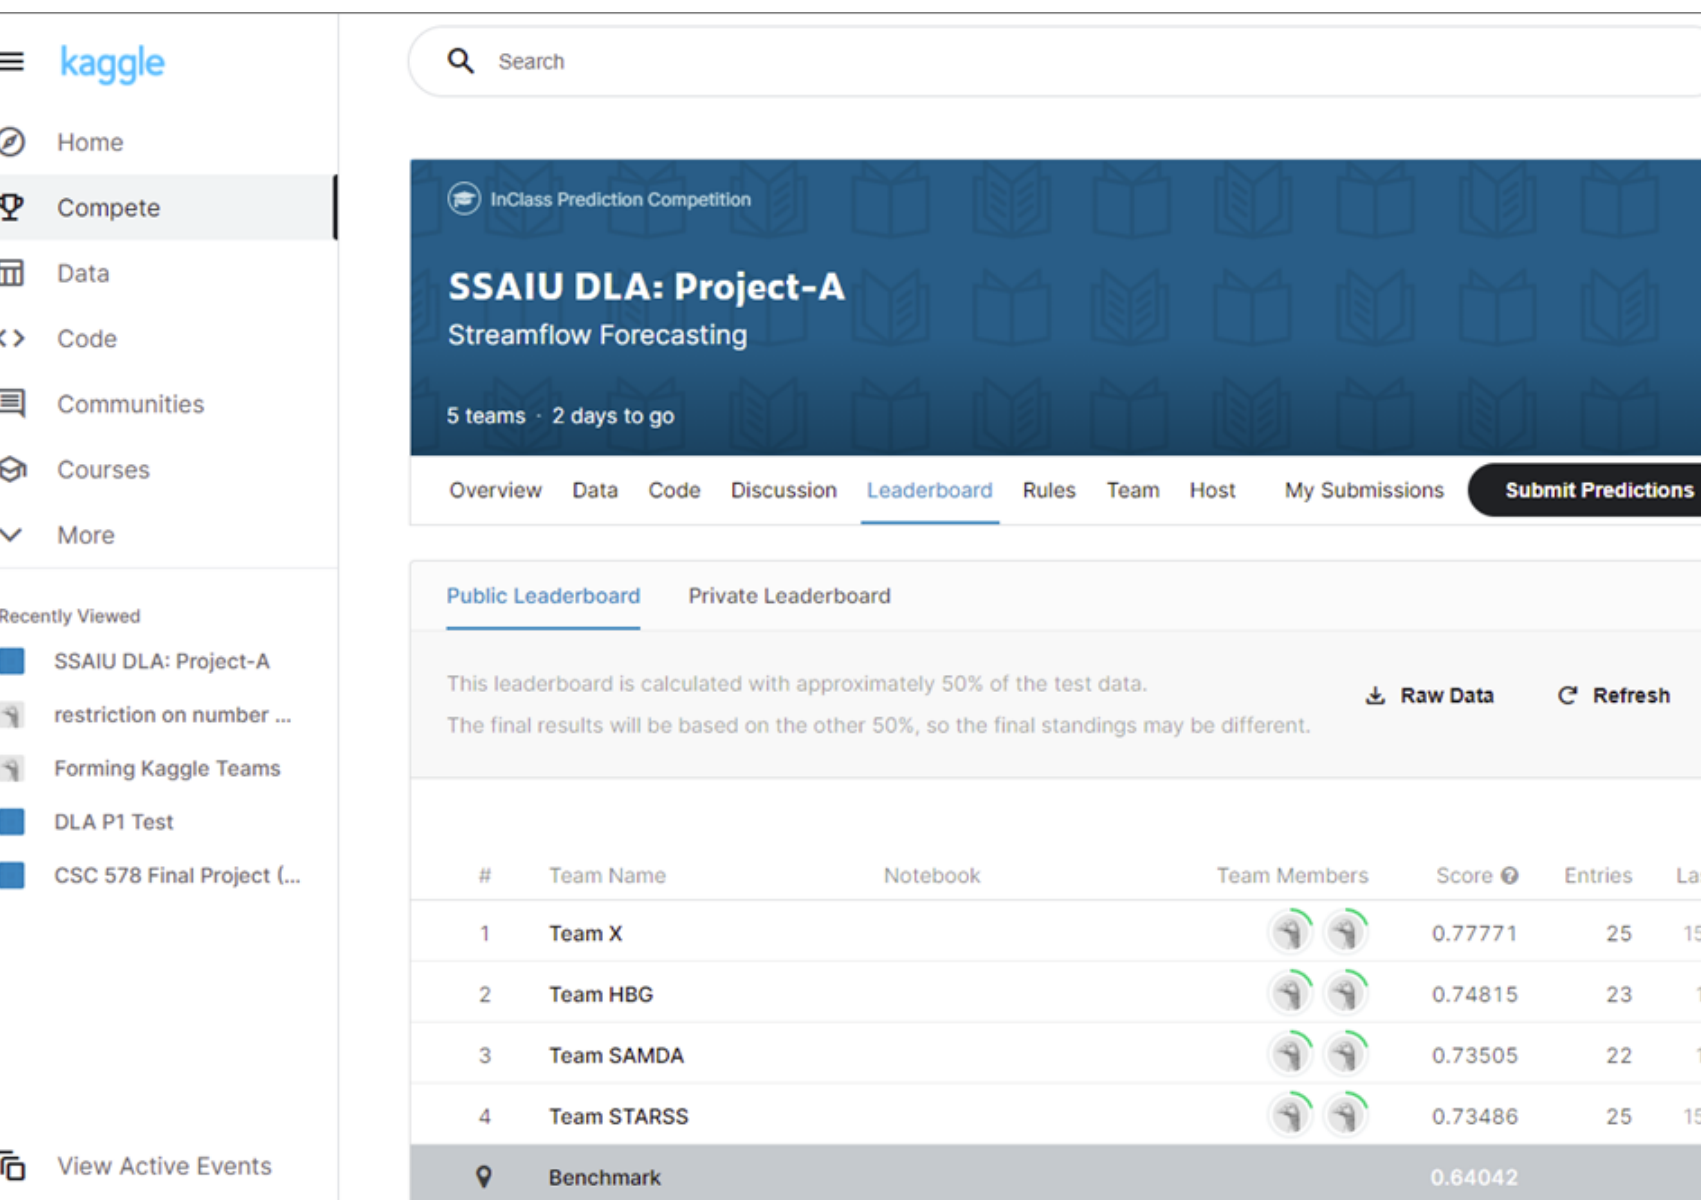 kaggle
Search
Home
Compete
Data
Code
Communities
Courses
More
Recently Viewed
SSAIU DLA: Project-A
restriction on number ...
Forming Kaggle Teams
DLA P1 Test
CSC 578 Final Project (...
View Active Events
InClass Prediction Competition
SSAIU DLA: Project-A
Streamflow Forecasting
5 teams · 2 days to go
Overview Data Code Discussion Leaderboard Rules Team Host My Submissions Submit Predictions
Public Leaderboard Private Leaderboard
This leaderboard is calculated with approximately 50% of the test data.
The final results will be based on the other 50%, so the final standings may be different.
Raw Data Refresh
# Team Name Notebook Team Members Score Entries
1 Team X 0.77771 25
2 Team HBG 0.74815 23
3 Team SAMDA 0.73505 22
4 Team STARSS 0.73486 25
Benchmark 0.64042